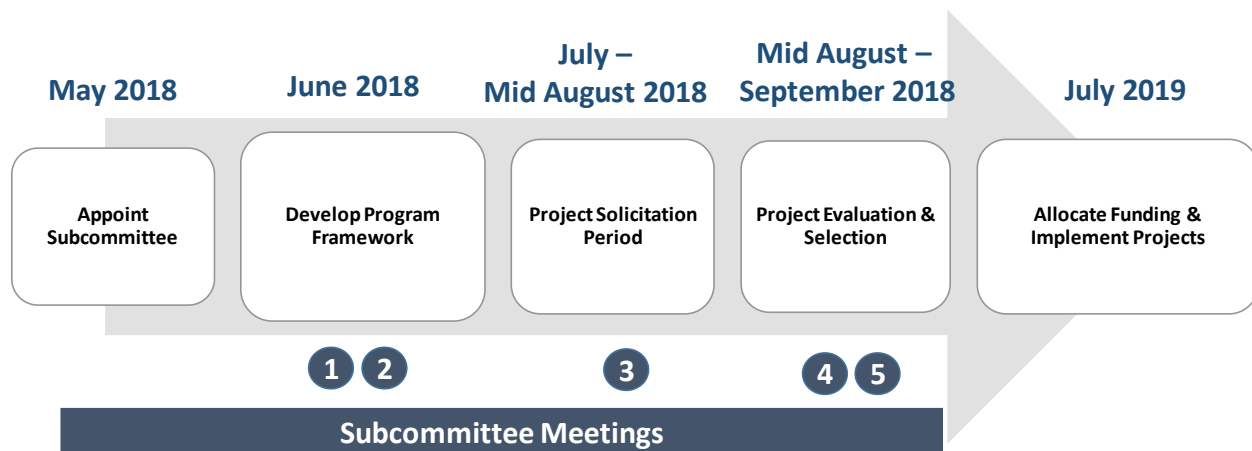 May 2018
June 2018
July –
Mid August 2018
Mid August –
September 2018
July 2019
Appoint
Subcommittee
Develop Program
Framework
Project Solicitation
Period
Project Evaluation &
Selection
Allocate Funding &
Implement Projects
1 2 3 4 5
Subcommittee Meetings